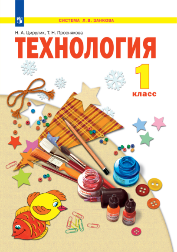 СИСТЕМА Л.В. ЗАНКОВА
Н. А. Цирулик, Т. Н. Проснякова
ТЕХНОЛОГИЯ
1
класс